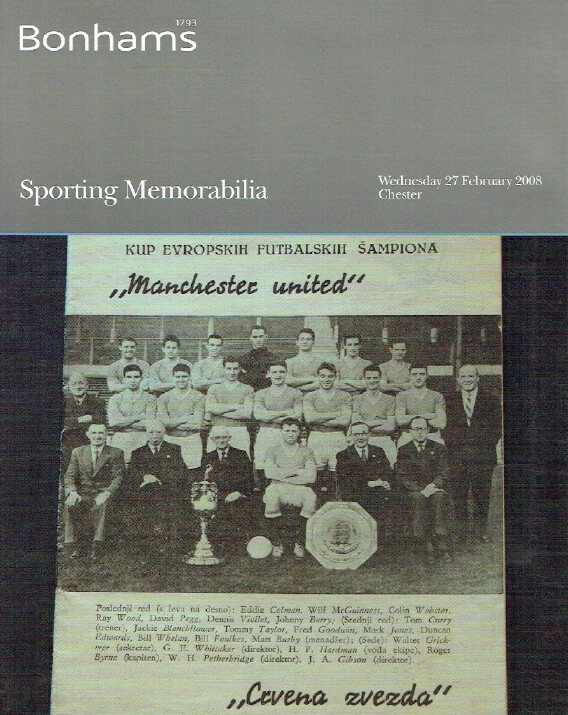 1793
Bonhams
Sporting Memorabilia
Wednesday 27 February 2008
Chester
KUP EVROPSKIH FUTBALSKIH ŠAMPIONA
„Manchester united“
Poslednji red (s leva na desno): Eddie Colman, Wilf McGuinnes, Colin Webster,
Ray Wood, David Pegg, Dennis Viollet, Johnny Berry; (Srednji red): Tom Curry
(trener), Jackie Blanchflower, Tommy Taylor, Fred Goodwin, Mark Jones, Duncan
Edwards, Bill Whelan, Bill Foulkes, Matt Busby (menadžer); (Sede): Walter Crick-
mer (sekretar), G. E. Whittaker (direktor), H. P. Hardman (vođa ekipe), Roger
Byrne (kapiten), W. H. Petherbridge (direktor), J. A. Gibson (direktor).
„Crvena zvezda“